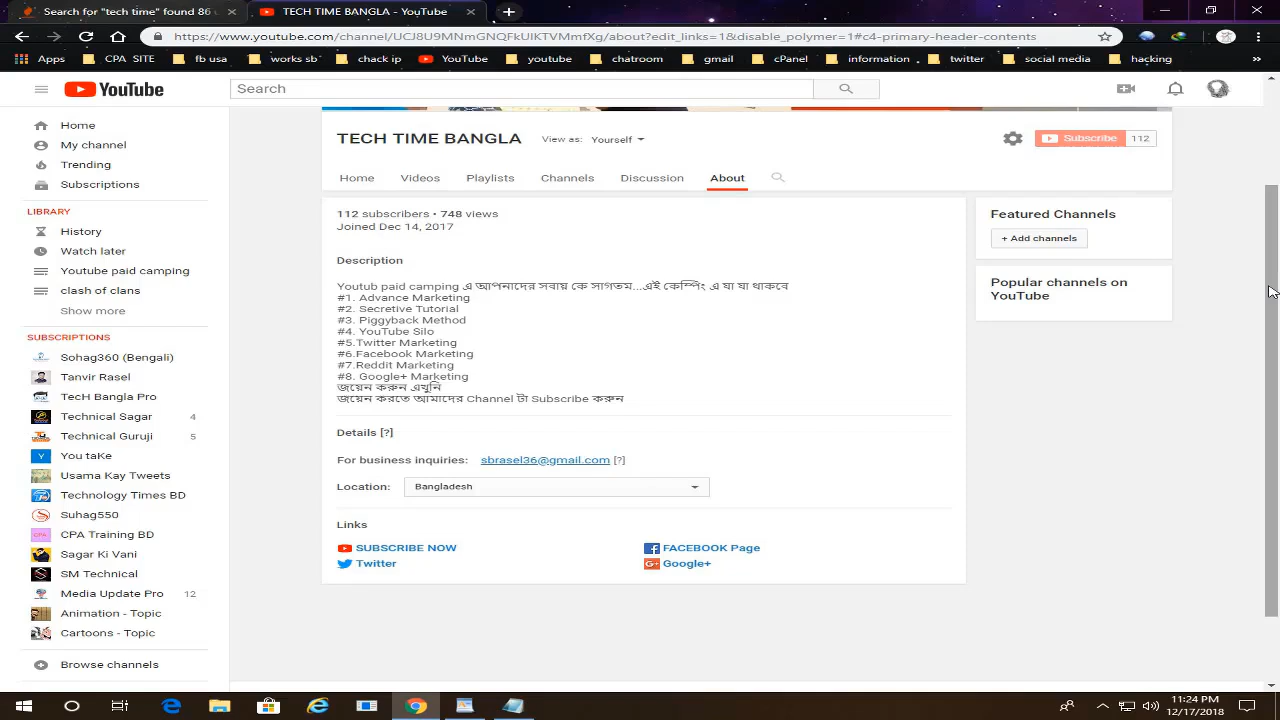 Search for "tech time" found 86
TECH TIME BANGLA - YouTube
https://www.youtube.com/channel/UCJ8U9MNmGNQFkUIKTVMmfXg/about?edit_links=1&disable_polymer=1#c4-primary-header-contents
Apps CPA SITE fb usa works sb chack ip YouTube youtube chatroom gmail cPanel information twitter social media hacking »
YouTube
Search
Home
My channel
Trending
Subscriptions
LIBRARY
History
Watch later
Youtube paid camping
clash of clans
Show more
SUBSCRIPTIONS
Sohag360 (Bengali)
Tanvir Rasel
TecH Bangla Pro
Technical Sagar 4
Technical Guruji 5
You taKe
Usama Kay Tweets
Technology Times BD
Suhag550
CPA Training BD
Sagar Ki Vani
SM Technical
Media Update Pro 12
Animation - Topic
Cartoons - Topic
Browse channels
TECH TIME BANGLA View as: Yourself
Subscribe 112
Home Videos Playlists Channels Discussion About
112 subscribers • 748 views
Joined Dec 14, 2017
Description
Youtub paid camping এ আপনাদের সবায় কে সাগতম...এই কেম্পিং এ যা যা থাকবে
#1. Advance Marketing
#2. Secretive Tutorial
#3. Piggyback Method
#4. YouTube Silo
#5.Twitter Marketing
#6.Facebook Marketing
#7.Reddit Marketing
#8. Google+ Marketing
জয়েন করুন এখুনি
জয়েন করতে আমাদের Channel টা Subscribe করুন
Details [?]
For business inquiries: sbrasel36@gmail.com [?]
Location: Bangladesh
Links
SUBSCRIBE NOW FACEBOOK Page
Twitter Google+
Featured Channels
+ Add channels
Popular channels on
YouTube
11:24 PM
12/17/2018